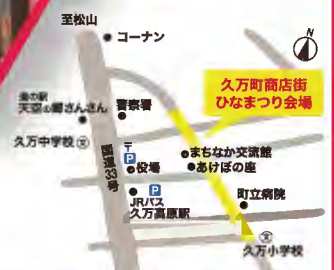 至松山
コーナン
N
久万町商店街
ひなまつり会場
道の駅
天空の郷さんさん
警察署
久万中学校 文
国道33号
〒
P
役場
まちなか交流館
あけぼの座
P
JRバス
久万高原駅
町立病院
文
久万小学校